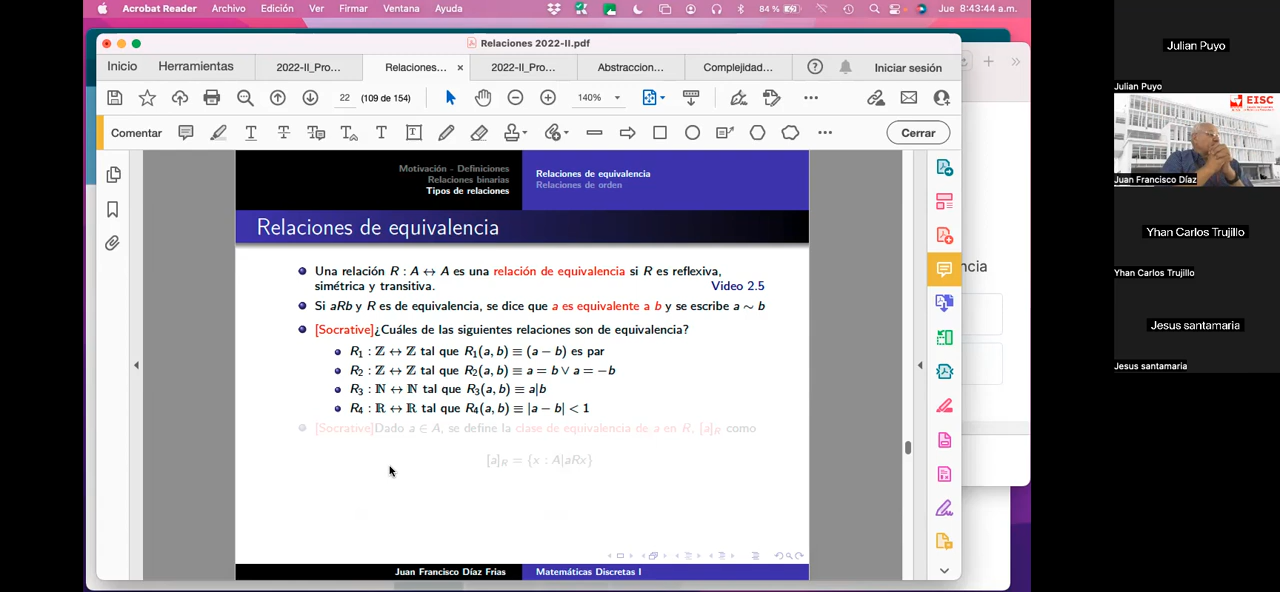 Acrobat Reader Archivo Edición Ver Firmar Ventana Ayuda 84 % Jue 8:43:44 a.m.
Relaciones 2022-II.pdf
Inicio Herramientas 2022-II_Pro... Relaciones... × 2022-II_Pro... Abstraccion... Complejidad... Iniciar sesión
22 (109 de 154) 140%
Comentar Cerrar
Motivación - Definiciones
Relaciones binarias
Tipos de relaciones
Relaciones de equivalencia
Relaciones de orden
Relaciones de equivalencia
Una relación R : A ↔ A es una relación de equivalencia si R es reflexiva,
simétrica y transitiva. Video 2.5
Si aRb y R es de equivalencia, se dice que a es equivalente a b y se escribe a ∼ b
[Socrative]¿Cuáles de las siguientes relaciones son de equivalencia?
R₁ : ℤ ↔ ℤ tal que R₁(a, b) ≡ (a − b) es par
R₂ : ℤ ↔ ℤ tal que R₂(a, b) ≡ a = b ∨ a = −b
R₃ : ℕ ↔ ℕ tal que R₃(a, b) ≡ a|b
R₄ : ℝ ↔ ℝ tal que R₄(a, b) ≡ |a − b| < 1
[Socrative]Dado a ∈ A, se define la clase de equivalencia de a en R, [a]R como
[a]R = {x : A|aRx}
Juan Francisco Díaz Frias Matemáticas Discretas I
ncia
Julian Puyo
Julian Puyo
EISC
Juan Francisco Díaz
Yhan Carlos Trujillo
Yhan Carlos Trujillo
Jesus santamaria
Jesus santamaria